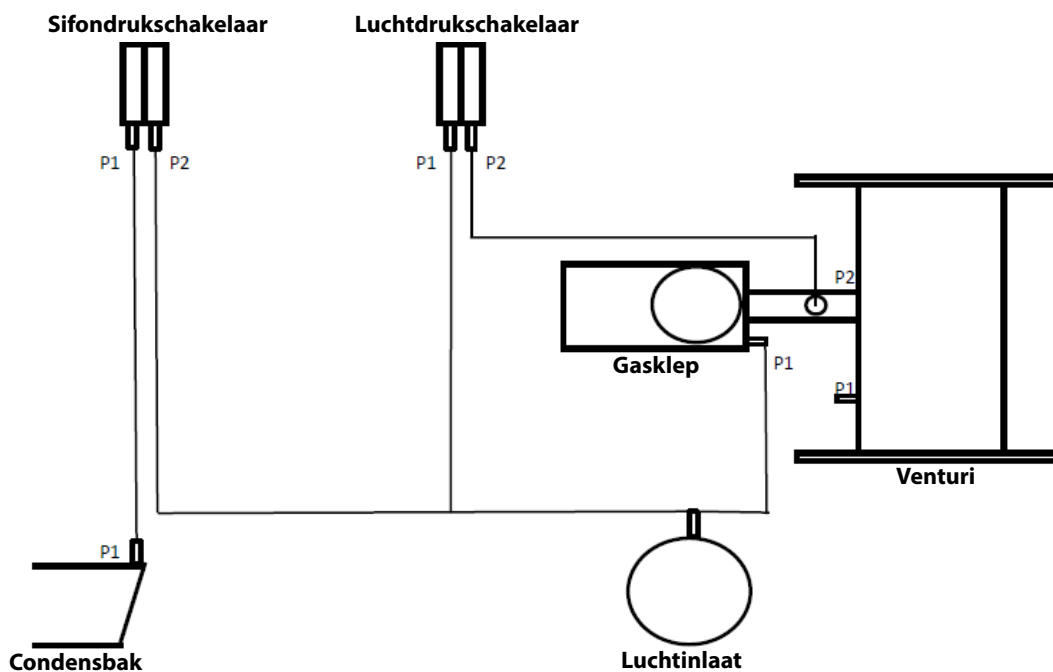 Sifondrukschakelaar
Luchtdrukschakelaar
P1
P2
P1
P2
P2
Gasklep
P1
P1
Venturi
P1
Condensbak
Luchtinlaat